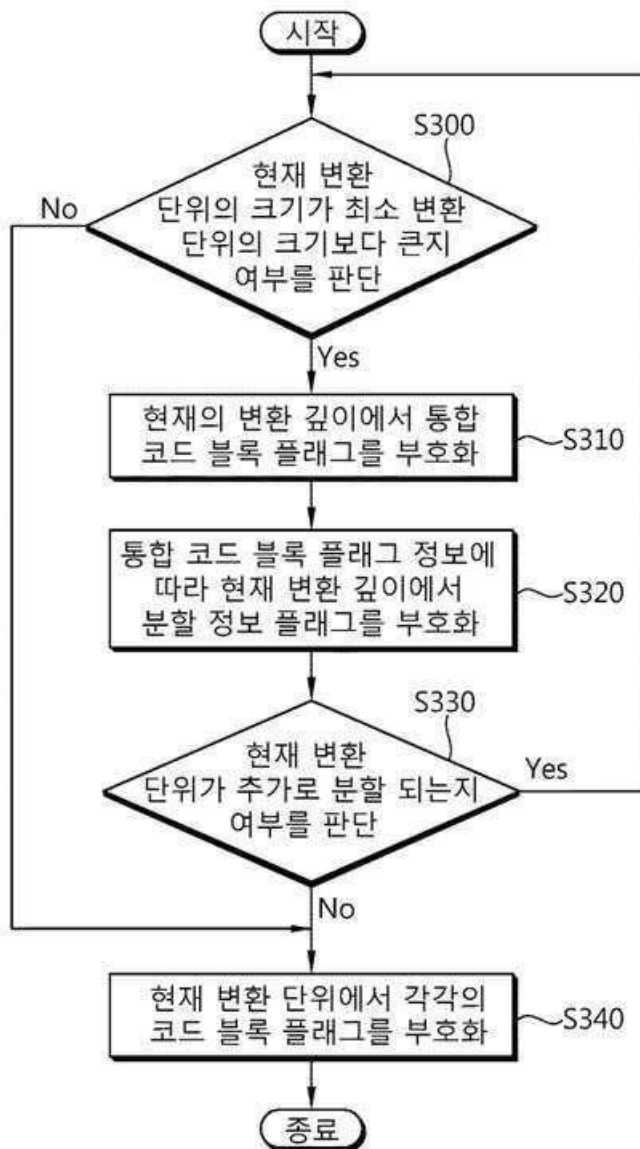 시작
S300
현재 변환
단위의 크기가 최소 변환
단위의 크기보다 큰지
여부를 판단
No
Yes
현재의 변환 깊이에서 통합
코드 블록 플래그를 부호화
S310
통합 코드 블록 플래그 정보에
따라 현재 변환 깊이에서
분할 정보 플래그를 부호화
S320
S330
현재 변환
단위가 추가로 분할 되는지
여부를 판단
Yes
No
현재 변환 단위에서 각각의
코드 블록 플래그를 부호화
S340
종료